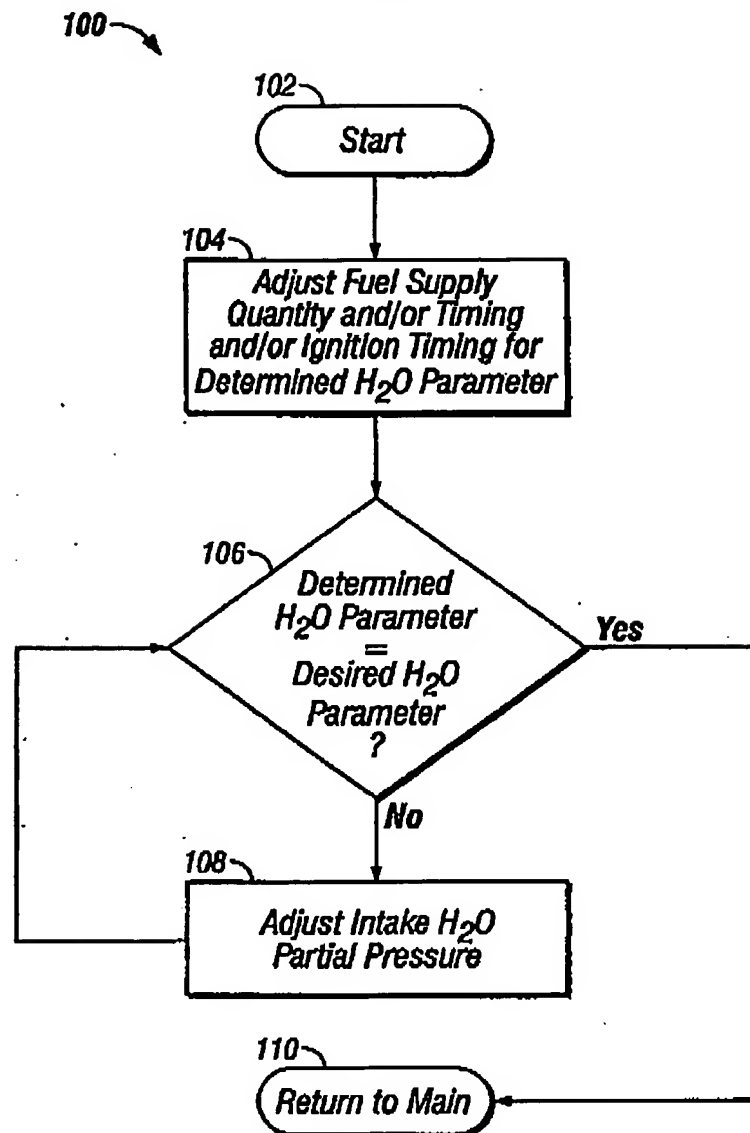 100
102
Start
104
Adjust Fuel Supply
Quantity and/or Timing
and/or Ignition Timing for
Determined H2O Parameter
106
Determined
H2O Parameter
=
Desired H2O
Parameter
?
Yes
No
108
Adjust Intake H2O
Partial Pressure
110
Return to Main